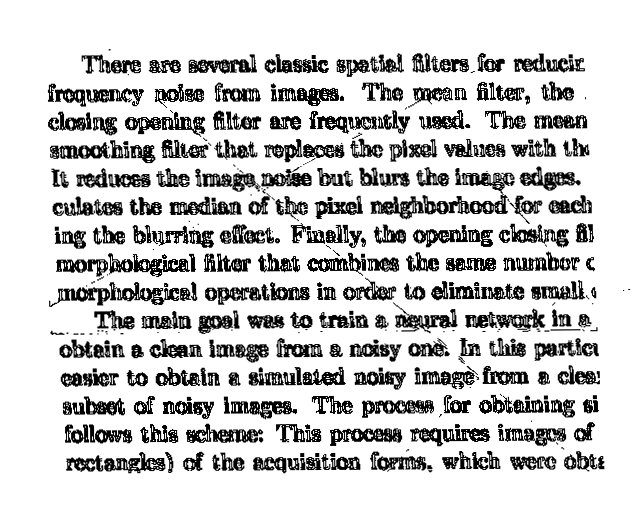 There are several classic spatial filters for reducin
frequency noise from images. The mean filter, the
closing opening filter are frequently used. The mean
smoothing filter that replaces the pixel values with the
It reduces the image noise but blurs the image edges.
culates the median of the pixel neighborhood for each
ing the blurring effect. Finally, the opening closing fil
morphological filter that combines the same number o
morphological operations in order to eliminate small
The main goal was to train a neural network in a
obtain a clean image from a noisy one. In this particu
easier to obtain a simulated noisy image from a clea
subset of noisy images. The process for obtaining si
follows this scheme: This process requires images of
rectangles) of the acquisition forms, which were obta